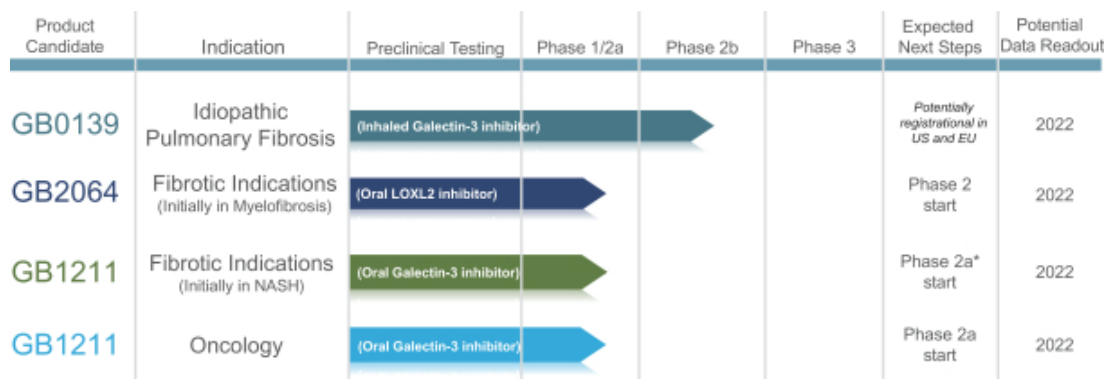 Product
Candidate
Indication
Preclinical Testing
Phase 1/2a
Phase 2b
Phase 3
Expected
Next Steps
Potential
Data Readout
GB0139
Idiopathic
Pulmonary Fibrosis
(Inhaled Galectin-3 inhibitor)
Potentially
registrational in
US and EU
2022
GB2064
Fibrotic Indications
(Initially in Myelofibrosis)
(Oral LOXL2 inhibitor)
Phase 2
start
2022
GB1211
Fibrotic Indications
(Initially in NASH)
(Oral Galectin-3 inhibitor)
Phase 2a*
start
2022
GB1211
Oncology
(Oral Galectin-3 inhibitor)
Phase 2a
start
2022